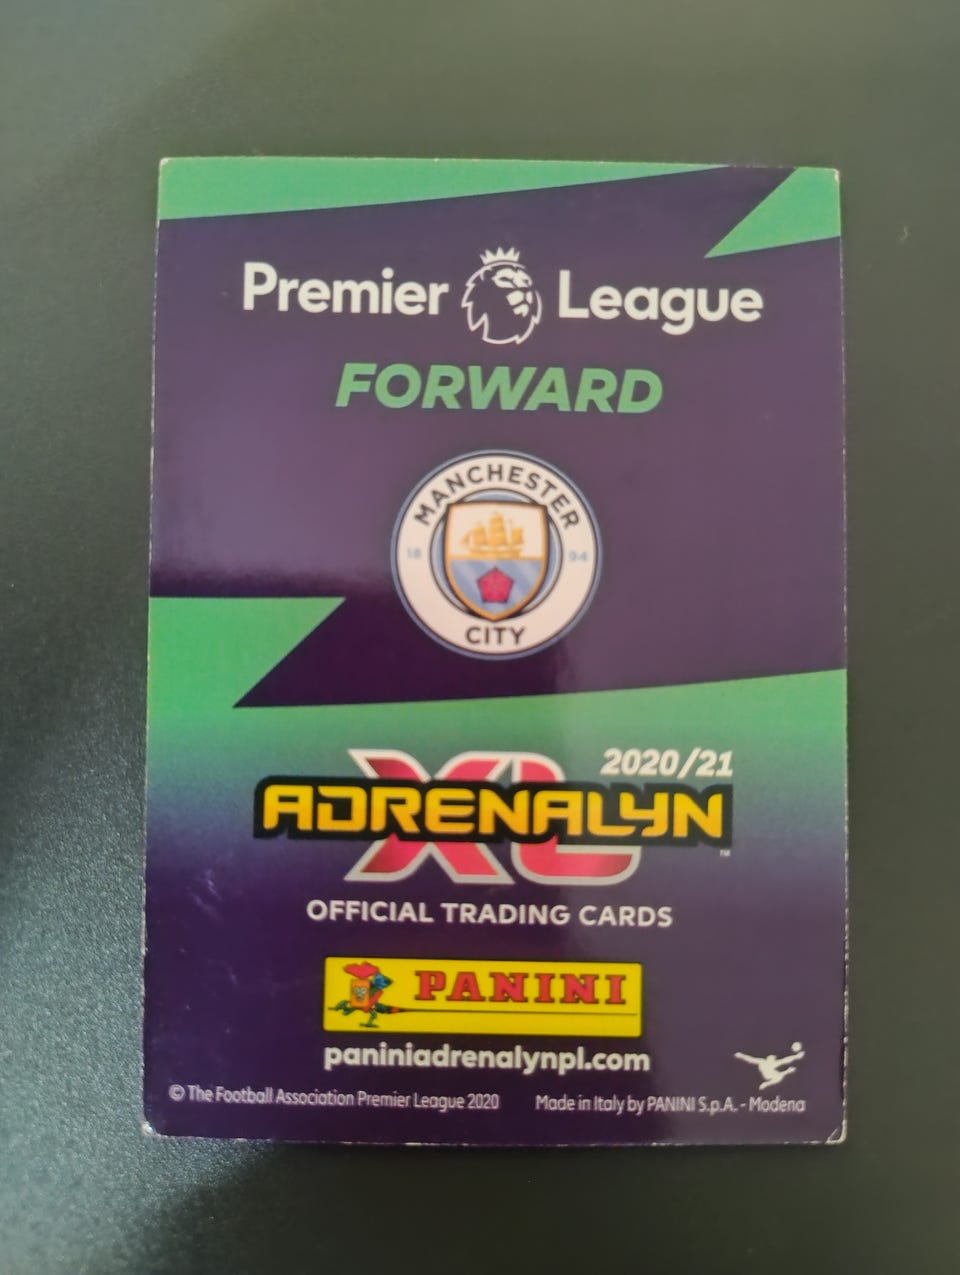 Premier League
FORWARD
MANCHESTER
18 94
CITY
2020/21
XL
ADRENALYN
™
OFFICIAL TRADING CARDS
PANINI
paniniadrenalynpl.com
© The Football Association Premier League 2020 Made in Italy by PANINI S.p.A. - Modena